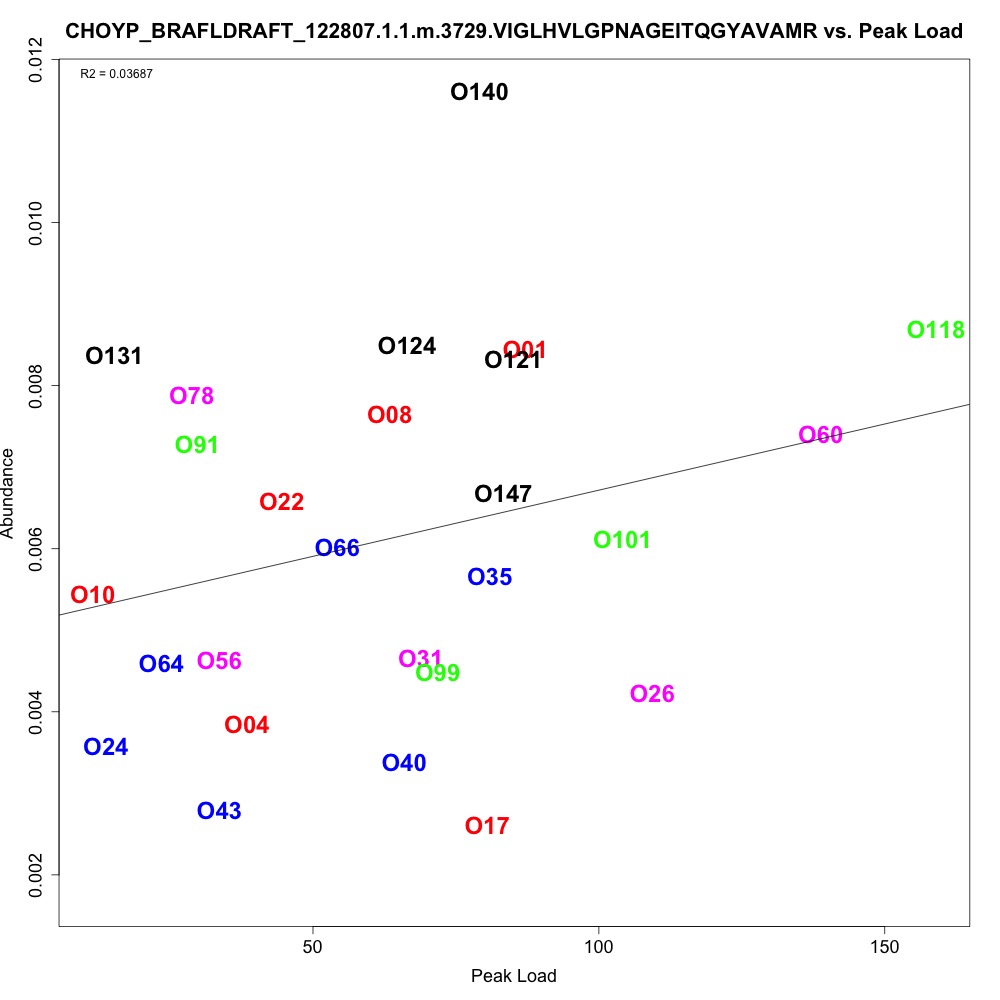 CHOYP_BRAFLDRAFT_122807.1.1.m.3729.VIGLHVLGPNAGEITQGYAVAMR vs. Peak Load
R2 = 0.03687
O140
O118
O124
O01
O121
O131
O78
O08
O60
O91
O147
O22
O101
O66
O35
O10
O31
O56
O64
O99
O26
O04
O24
O40
O43
O17
0.012
0.010
0.008
0.006
0.004
0.002
Abundance
50
100
150
Peak Load